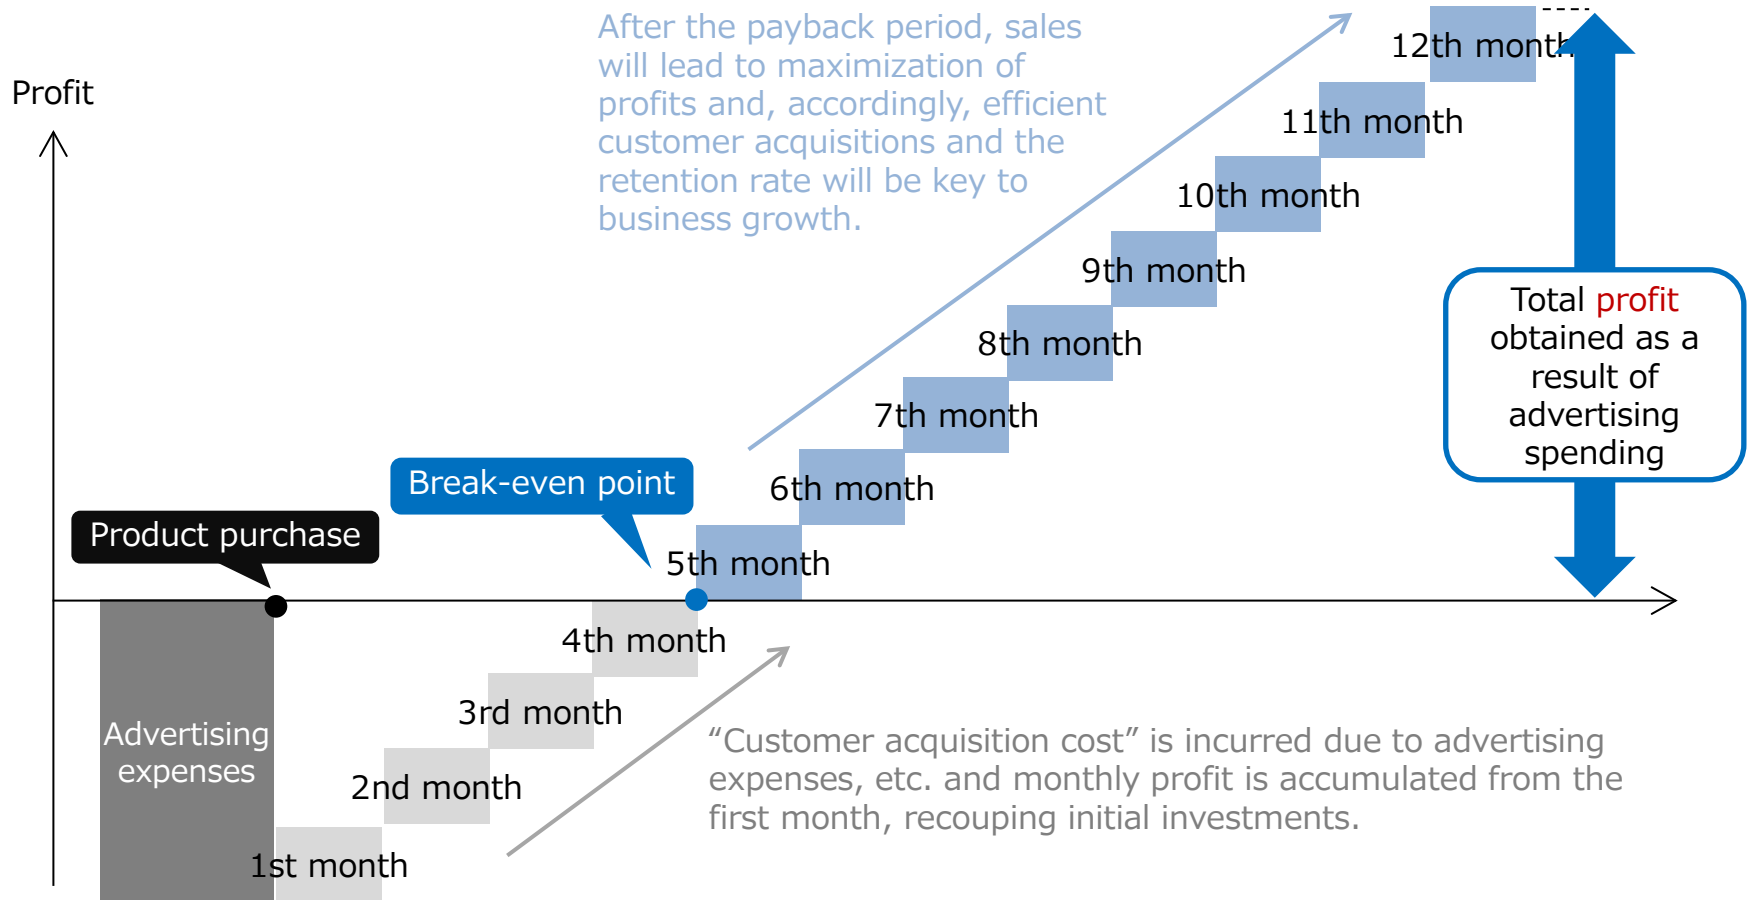 After the payback period, sales
will lead to maximization of
profits and, accordingly, efficient
customer acquisitions and the
retention rate will be key to
business growth.
Profit
12th month
11th month
10th month
9th month
8th month
7th month
6th month
5th month
Total profit
obtained as a
result of
advertising
spending
Break-even point
Product purchase
4th month
3rd month
2nd month
1st month
Advertising
expenses
“Customer acquisition cost” is incurred due to advertising
expenses, etc. and monthly profit is accumulated from the
first month, recouping initial investments.